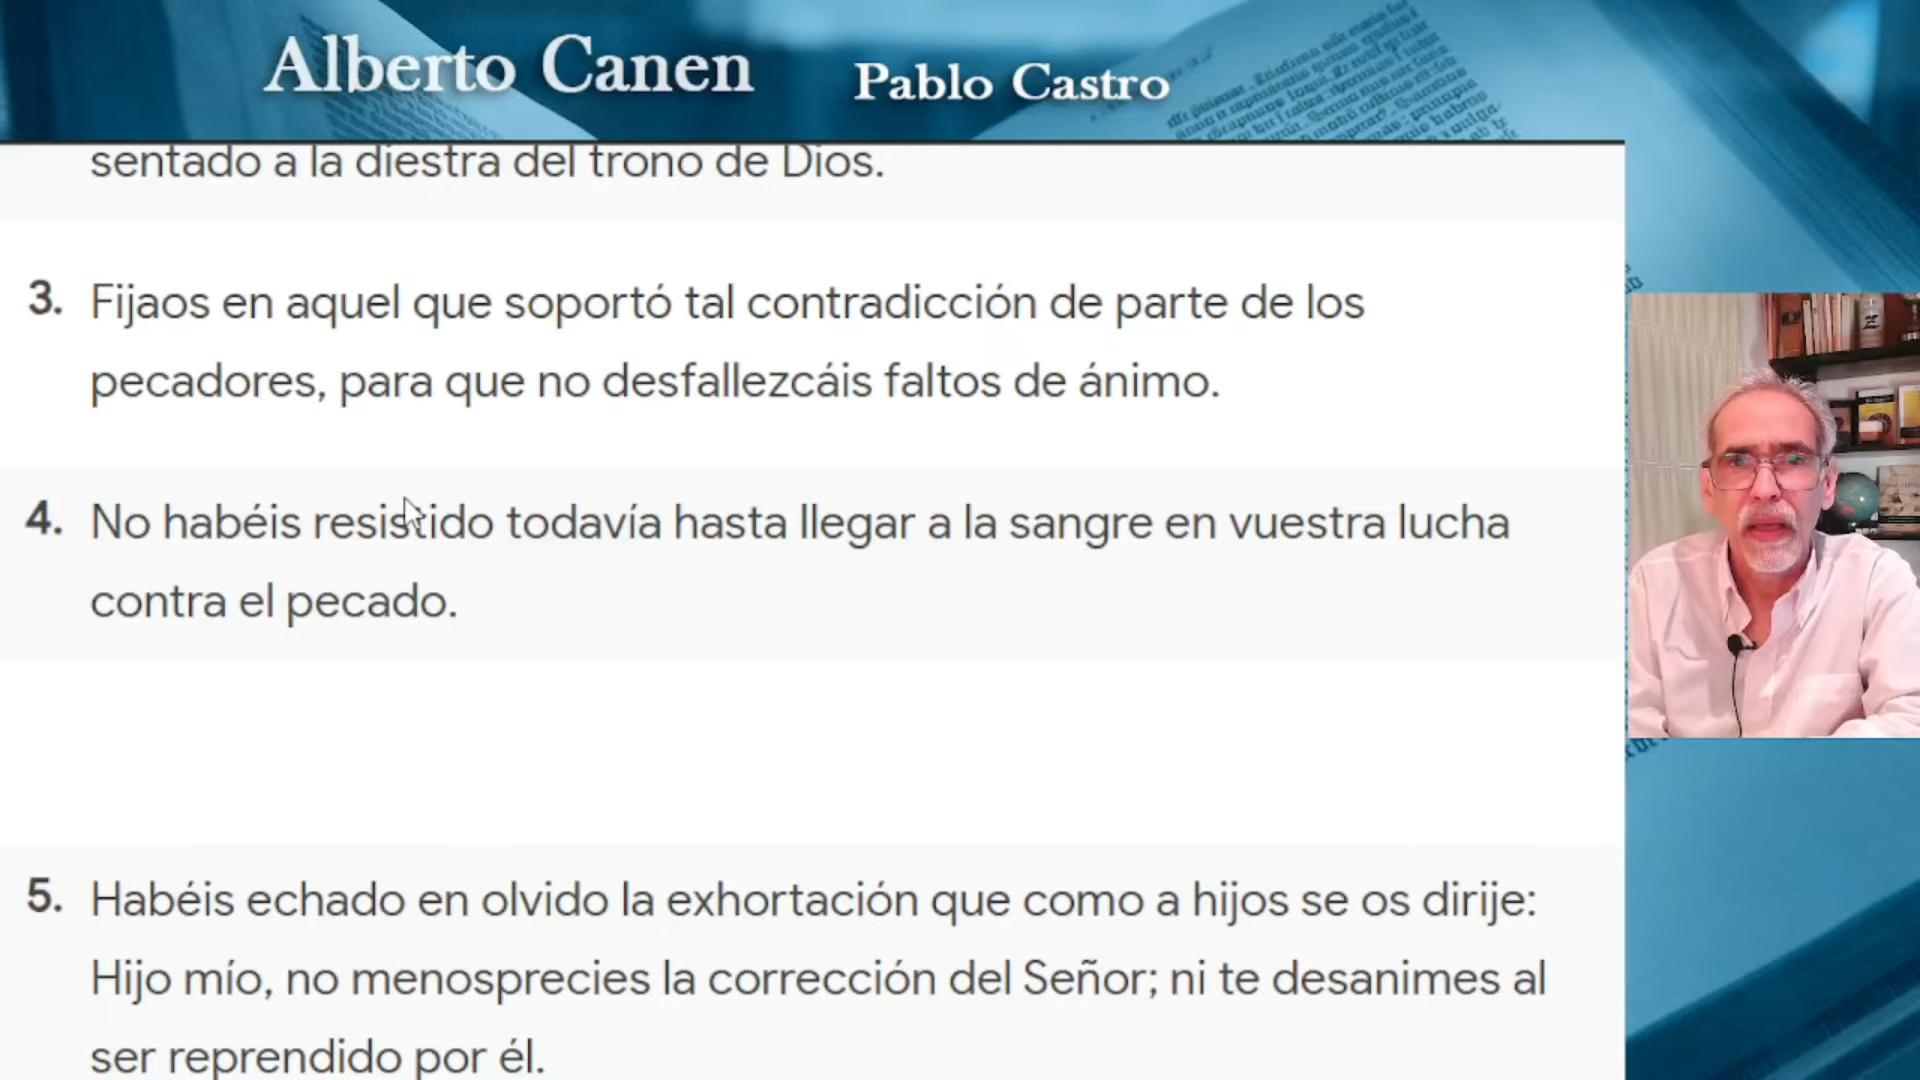 Alberto Canen Pablo Castro
sentado a la diestra del trono de Dios.
3. Fijaos en aquel que soportó tal contradicción de parte de los
pecadores, para que no desfallezcáis faltos de ánimo.
4. No habéis resistido todavía hasta llegar a la sangre en vuestra lucha
contra el pecado.
5. Habéis echado en olvido la exhortación que como a hijos se os dirije:
Hijo mío, no menosprecies la corrección del Señor; ni te desanimes al
ser reprendido por él.